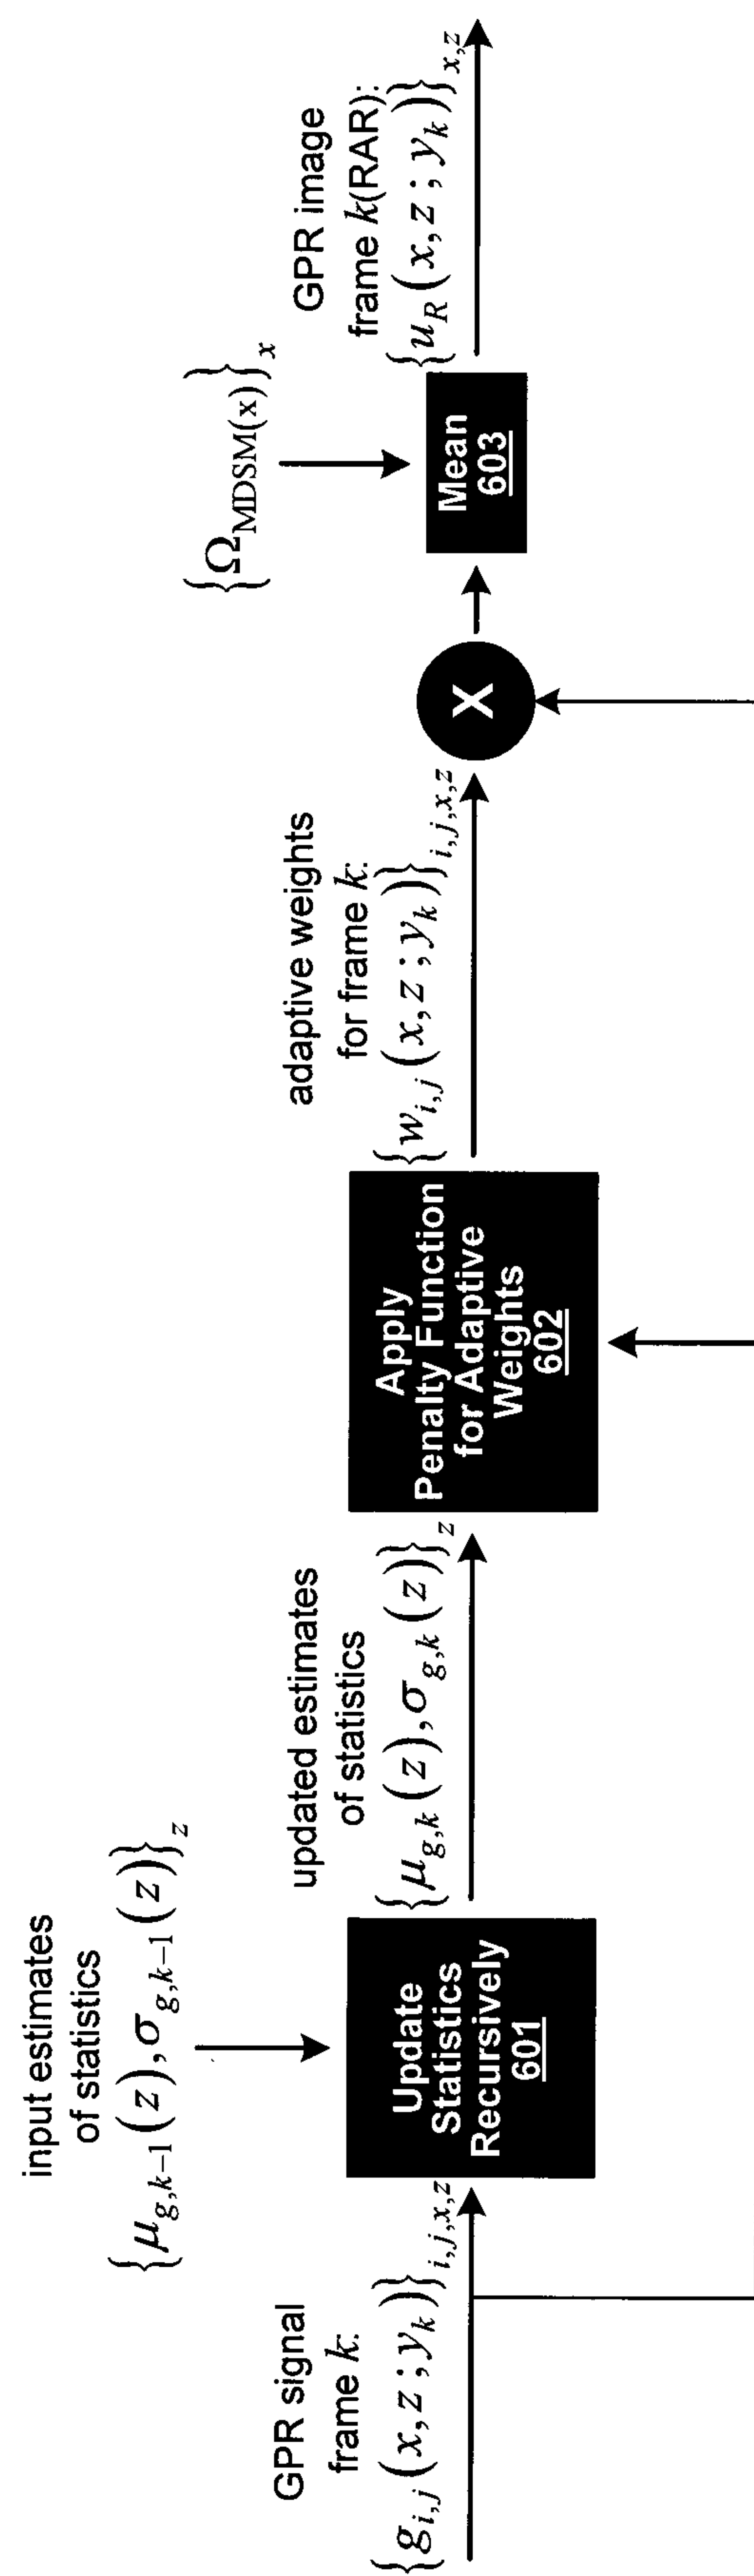 GPR signal
frame k:
{g_{i,j}(x,z;y_k)}_{i,j,x,z}
input estimates
of statistics
{μ_{g,k−1}(z),σ_{g,k−1}(z)}_z
Update
Statistics
Recursively
601
updated estimates
of statistics
{μ_{g,k}(z),σ_{g,k}(z)}_z
Apply
Penalty Function
for Adaptive
Weights
602
adaptive weights
for frame k:
{w_{i,j}(x,z;y_k)}_{i,j,x,z}
X
{Ω_{MDSM(x)}}_x
Mean
603
GPR image
frame k(RAR):
{u_R(x,z;y_k)}_{x,z}